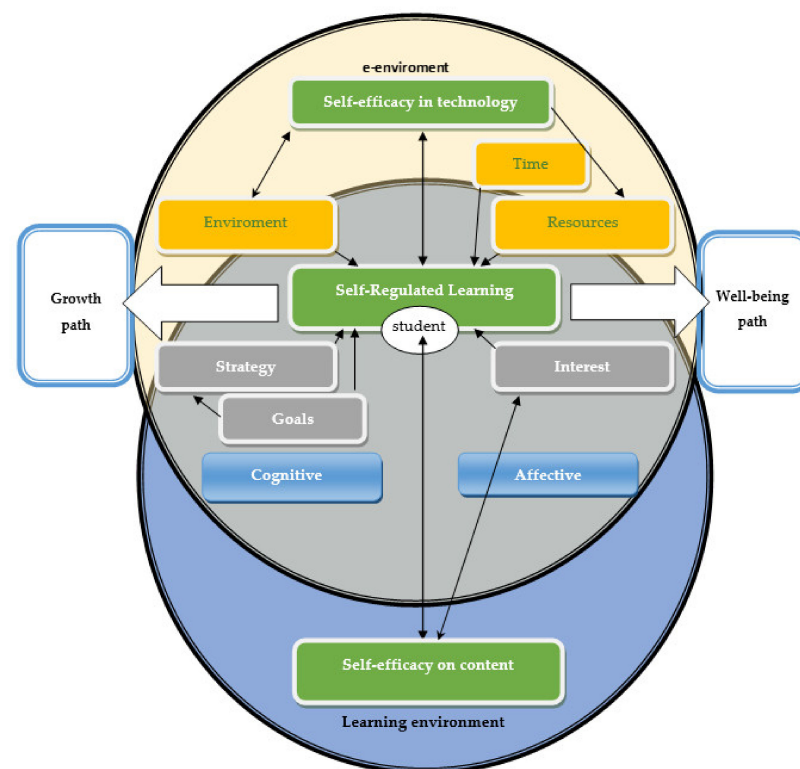 e-enviroment
Self-efficacy in technology
Time
Enviroment
Resources
Growth
path
Self-Regulated Learning
Well-being
path
student
Strategy
Interest
Goals
Cognitive
Affective
Self-efficacy on content
Learning environment